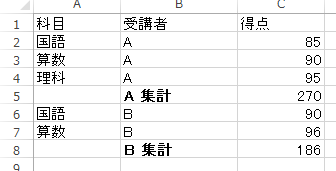 A B C
1 科目 受講者 得点
2 国語 A 85
3 算数 A 90
4 理科 A 95
5 A 集計 270
6 国語 B 90
7 算数 B 96
8 B 集計 186